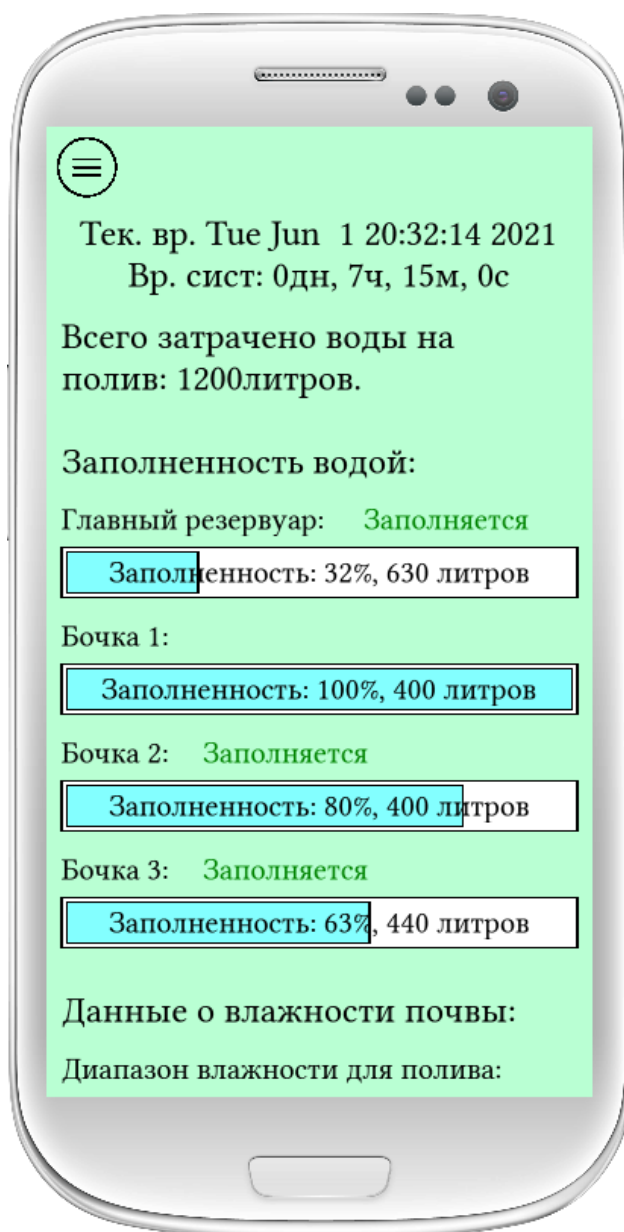 Тек. вр. Tue Jun  1 20:32:14 2021
Вр. сист: 0дн, 7ч, 15м, 0с
Всего затрачено воды на
полив: 1200литров.
Заполненность водой:
Главный резервуар: Заполняется
Заполненность: 32%, 630 литров
Бочка 1:
Заполненность: 100%, 400 литров
Бочка 2: Заполняется
Заполненность: 80%, 400 литров
Бочка 3: Заполняется
Заполненность: 63%, 440 литров
Данные о влажности почвы:
Диапазон влажности для полива: